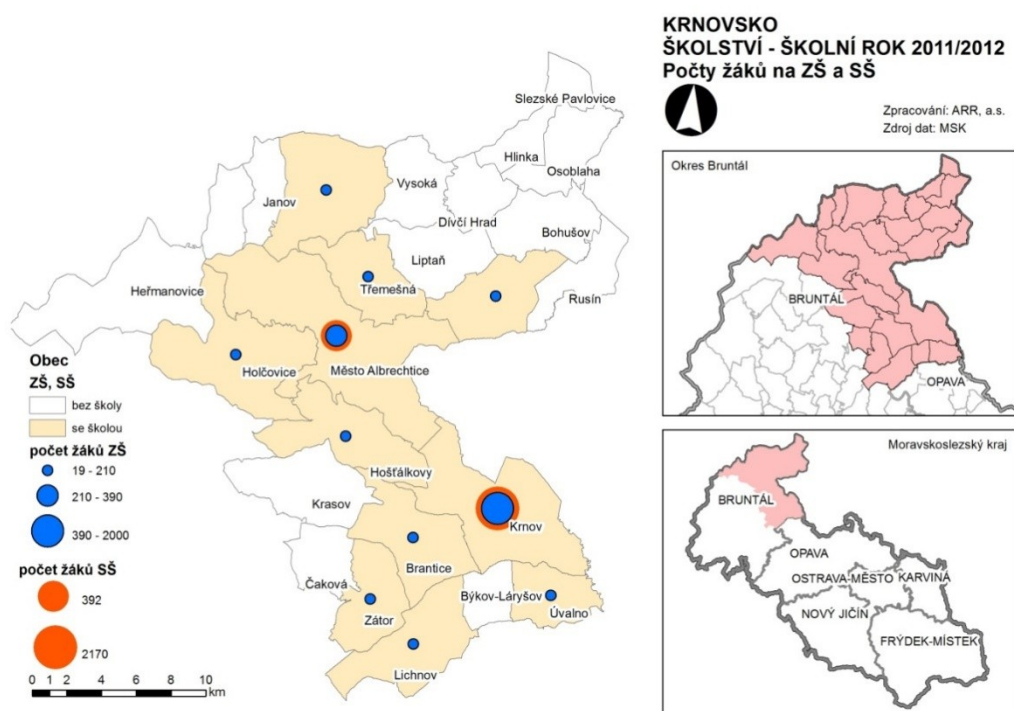 KRNOVSKO
ŠKOLSTVÍ - ŠKOLNÍ ROK 2011/2012
Počty žáků na ZŠ a SŠ
Zpracování: ARR, a.s.
Zdroj dat: MSK
Slezské Pavlovice
Hlinka
Osoblaha
Janov
Vysoká
Dívčí Hrad
Bohušov
Liptaň
Heřmanovice
Třemešná
Rusín
Holčovice
Město Albrechtice
Hošťálkovy
Krasov
Krnov
Brantice
Čaková
Býkov-Láryšov
Zátor
Úvalno
Lichnov
Obec
ZŠ, SŠ
bez školy
se školou
počet žáků ZŠ
19 - 210
210 - 390
390 - 2000
počet žáků SŠ
392
2170
0 1 2 4 6 8 10
km
Okres Bruntál
BRUNTÁL
OPAVA
Moravskoslezský kraj
BRUNTÁL
OPAVA
OSTRAVA-MĚSTO
KARVINÁ
NOVÝ JIČÍN
FRÝDEK-MÍSTEK